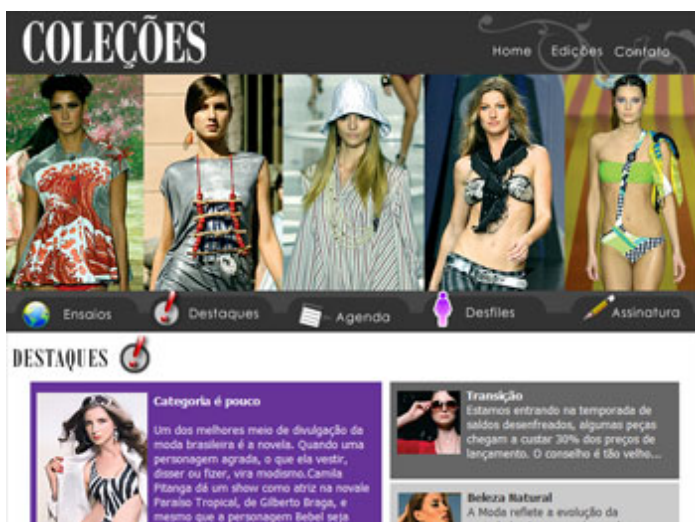 COLEÇÕES
Home Edições Contato
Ensaios Destaques Agenda Desfiles Assinatura
DESTAQUES
Categoria é pouco
Um dos melhores meio de divulgação da
moda brasileira é a novela. Quando uma
personagem agrada, o que ela vestir,
disser ou fizer, vira modismo.Camila
Pitanga dá um show como atriz na novale
Paraíso Tropical, de Gilberto Braga, e
mesmo que a personagem Bebel seja
Transição
Estamos entrando na temporada de
saldos desenfreados, algumas peças
chegam a custar 30% dos preços de
lançamento. O conselho é tão velho...
Beleza Natural
A Moda reflete a evolução da